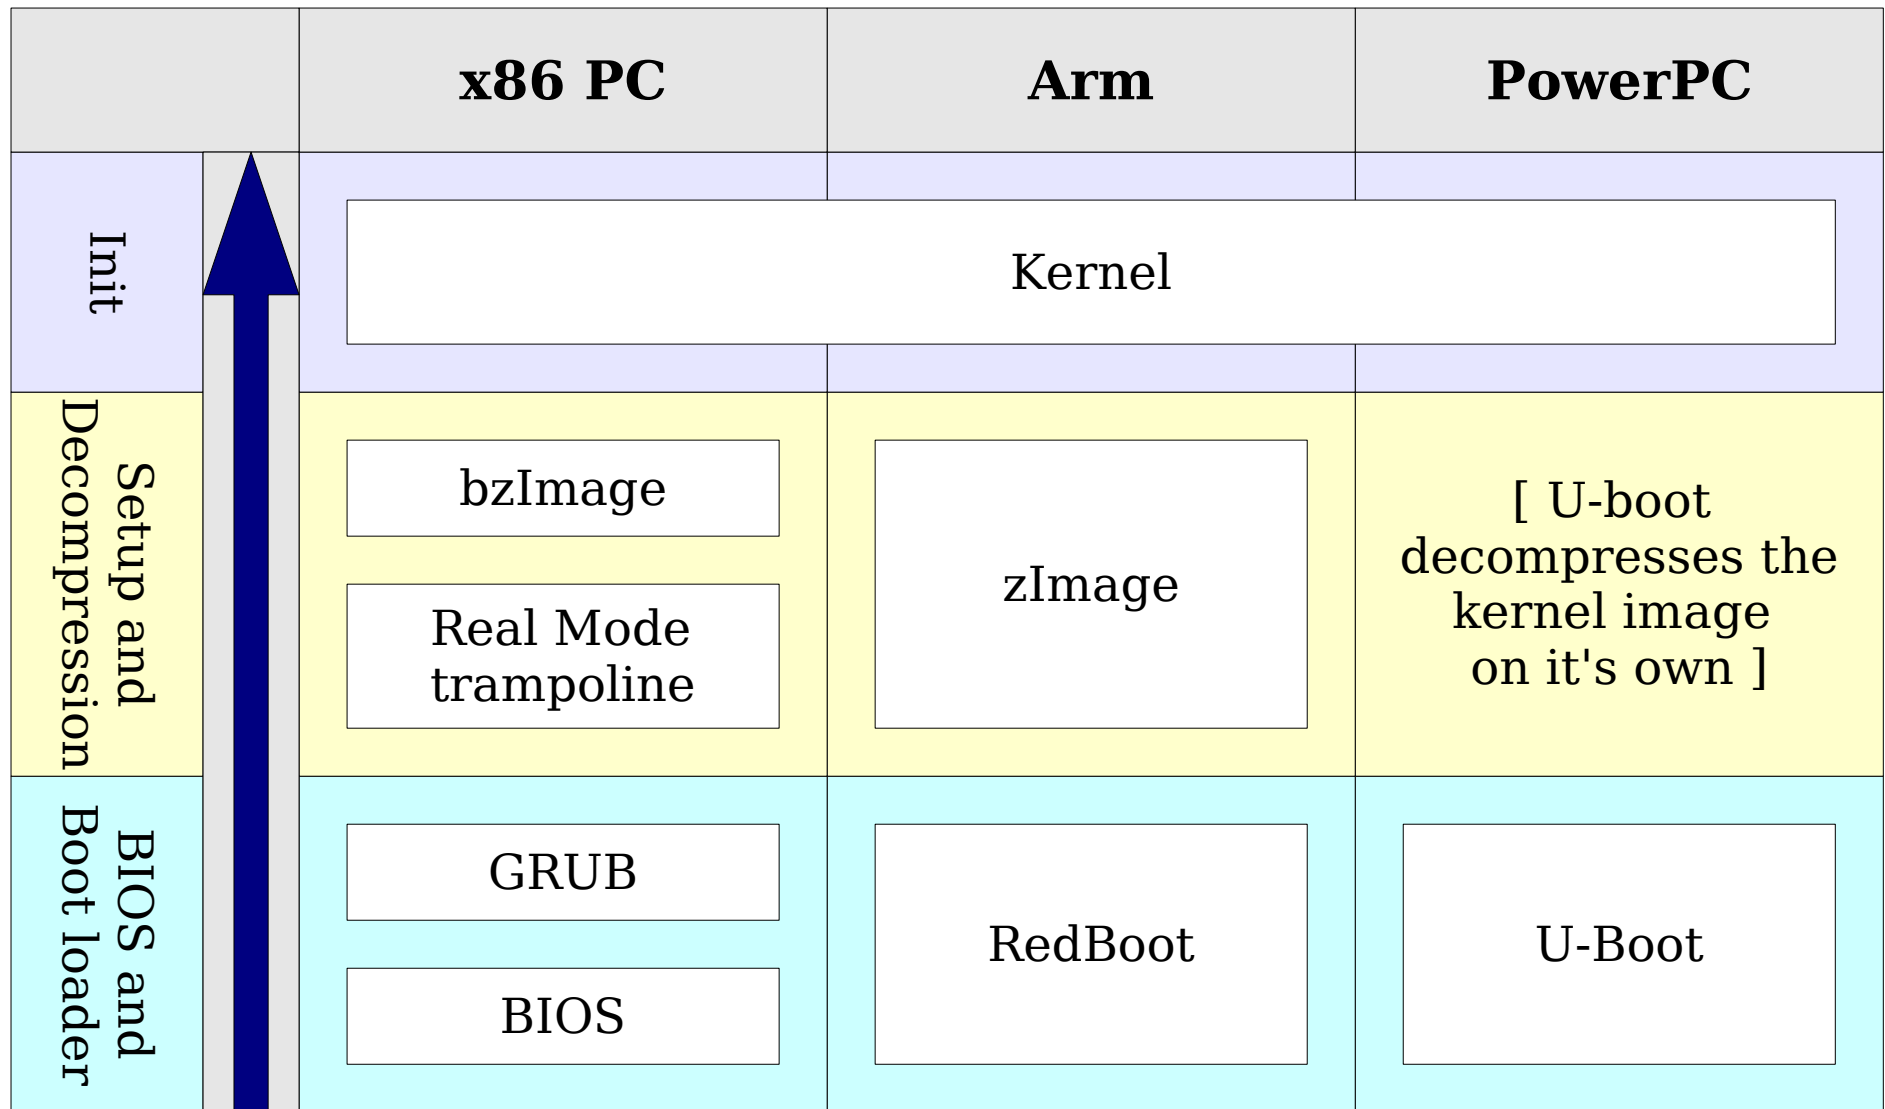 x86 PC
Arm
PowerPC
Init
Kernel
Setup and
Decompression
bzImage
Real Mode
trampoline
zImage
[ U-boot
decompresses the
kernel image
on it's own ]
BIOS and
Boot loader
GRUB
BIOS
RedBoot
U-Boot